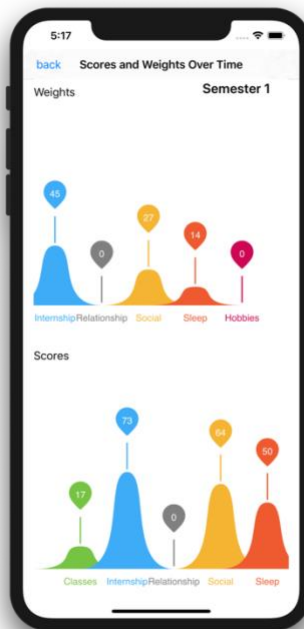 5:17
back Scores and Weights Over Time
Weights Semester 1
45 0 27 14 0
Internship Relationship Social Sleep Hobbies
Scores
17 73 0 64 50
Classes Internship Relationship Social Sleep